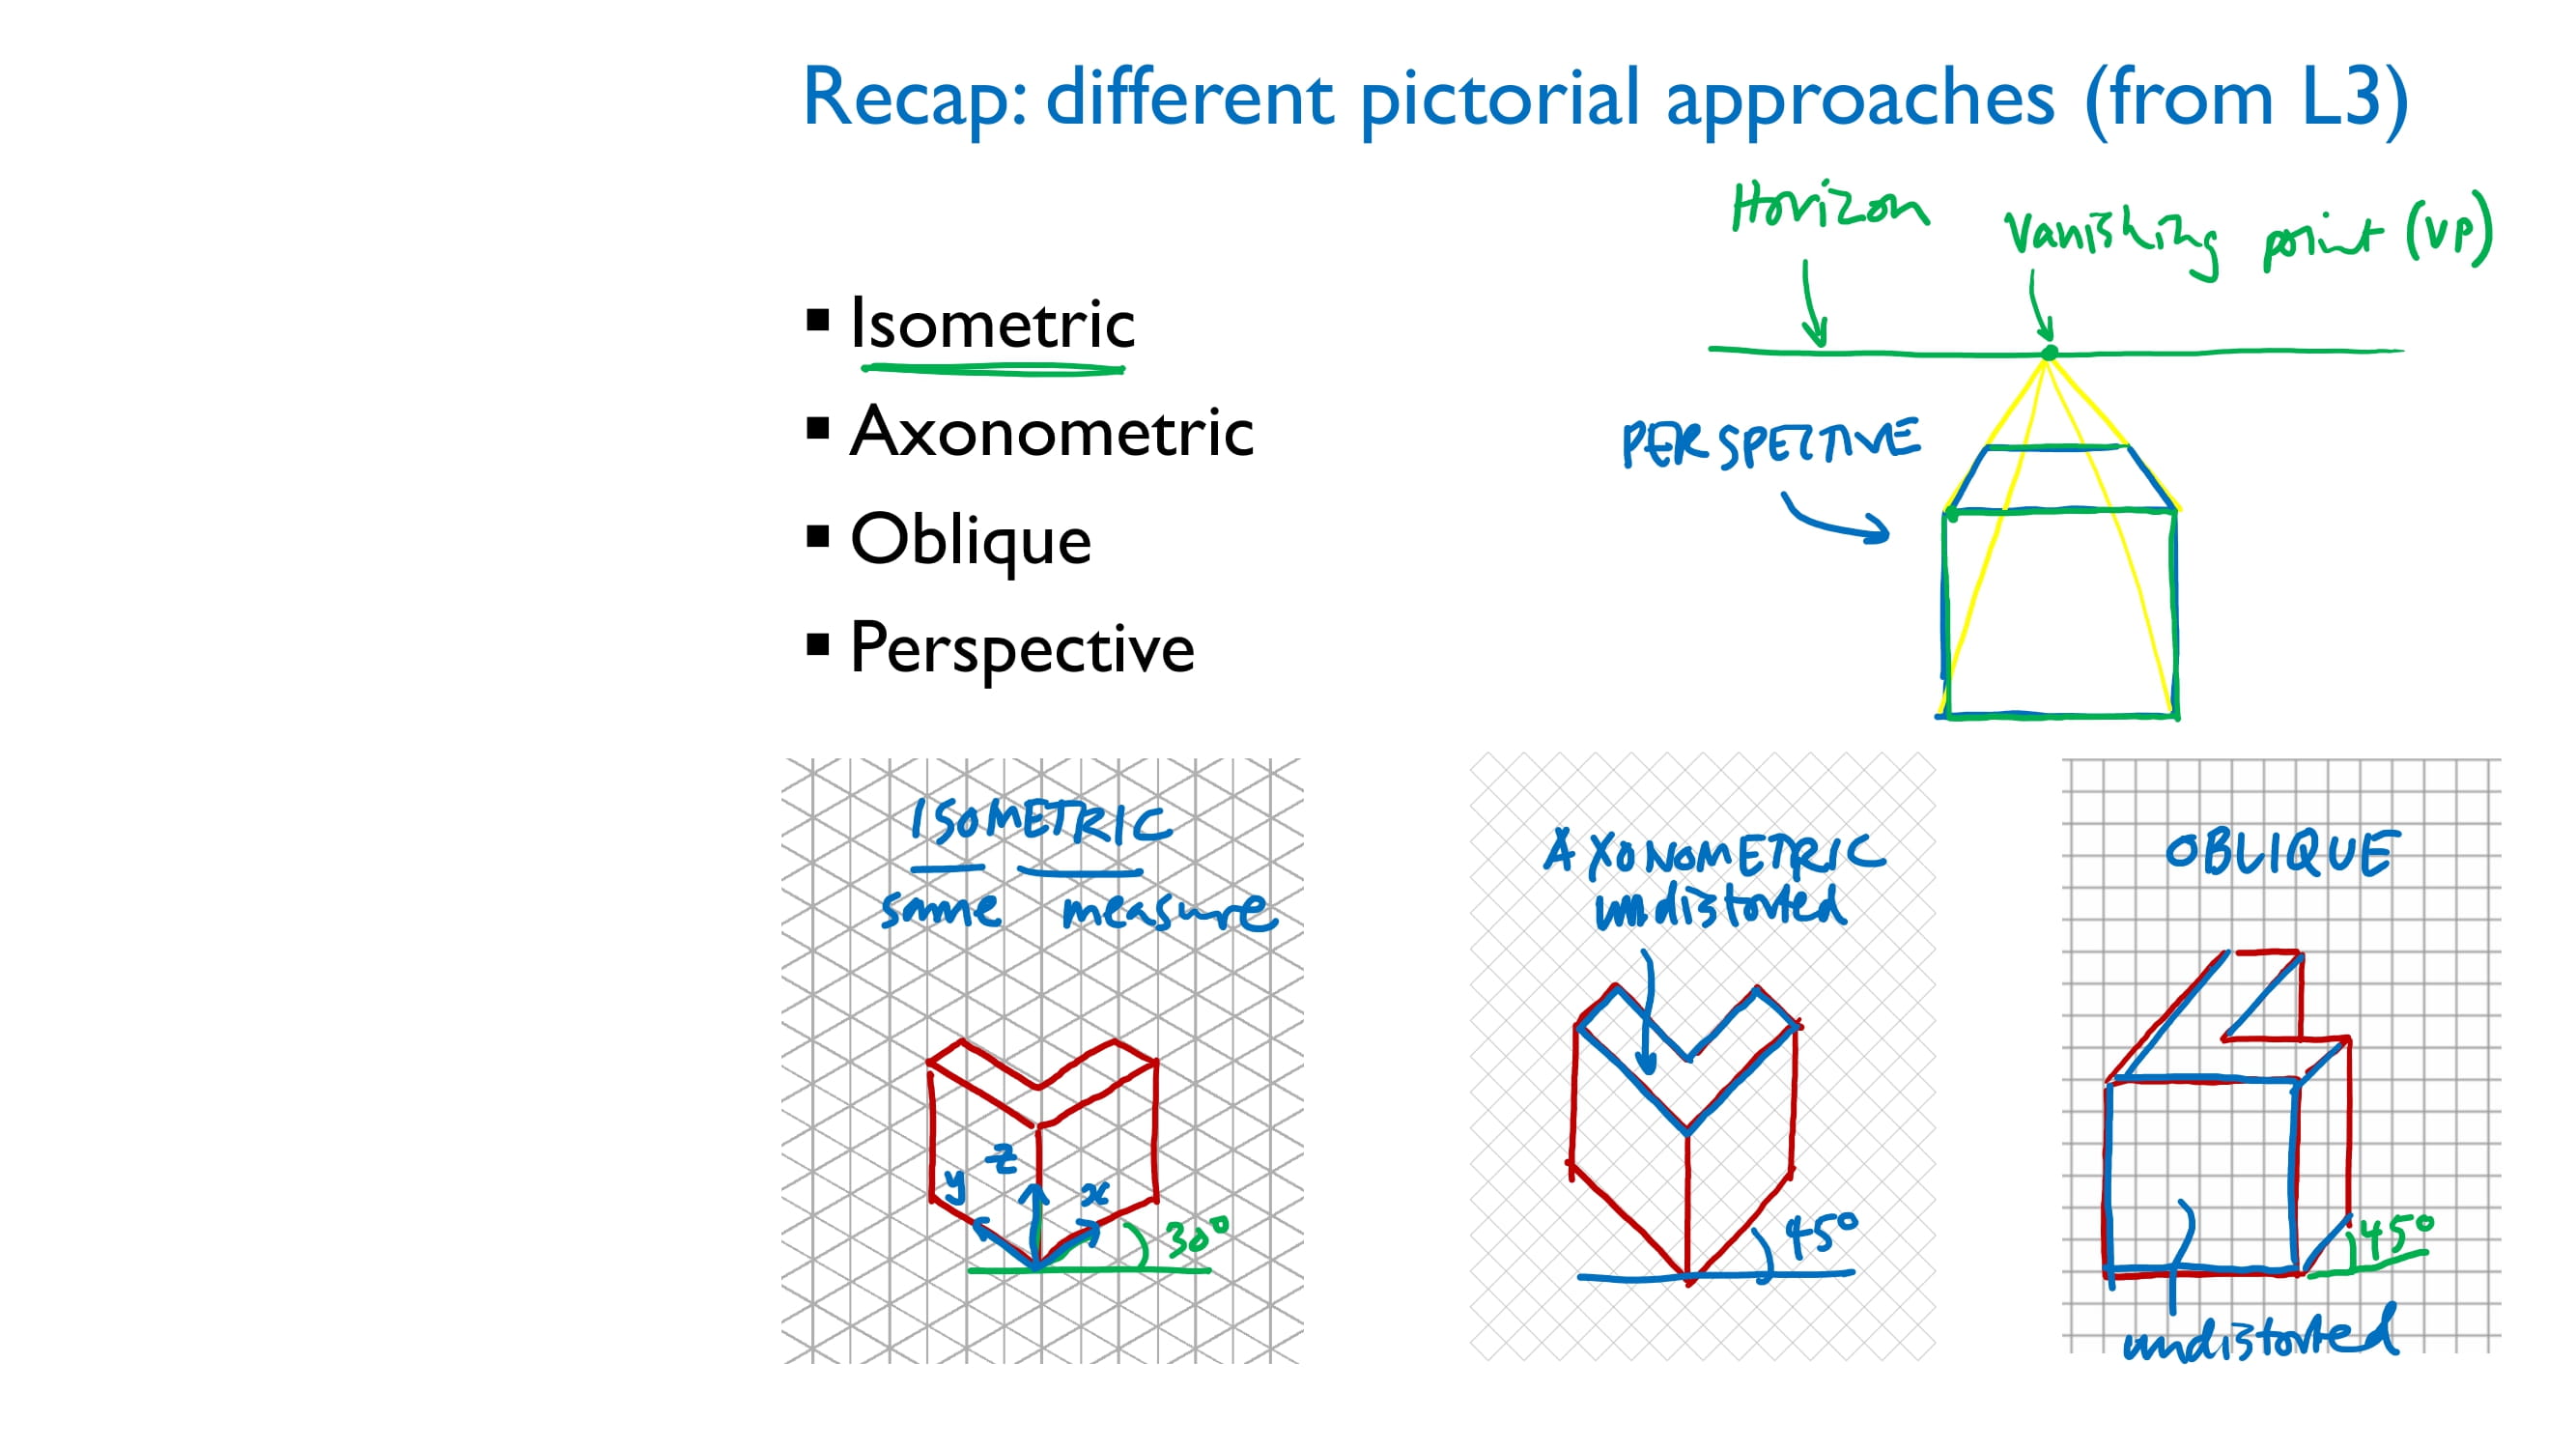 Recap: different pictorial approaches (from L3)
Horizon
Vanishing point (VP)
▪ Isometric
▪ Axonometric
▪ Oblique
▪ Perspective
PERSPECTIVE
ISOMETRIC
same measure
z
y
x
30°
AXONOMETRIC
undistorted
45°
OBLIQUE
45°
undistorted